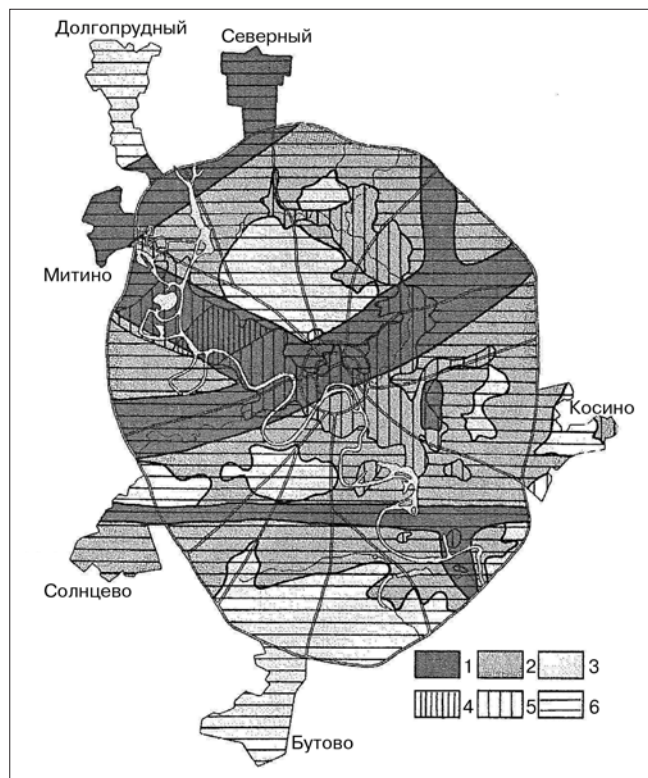 Долгопрудный
Северный
Митино
Косино
Солнцево
1 2 3
4 5 6
Бутово